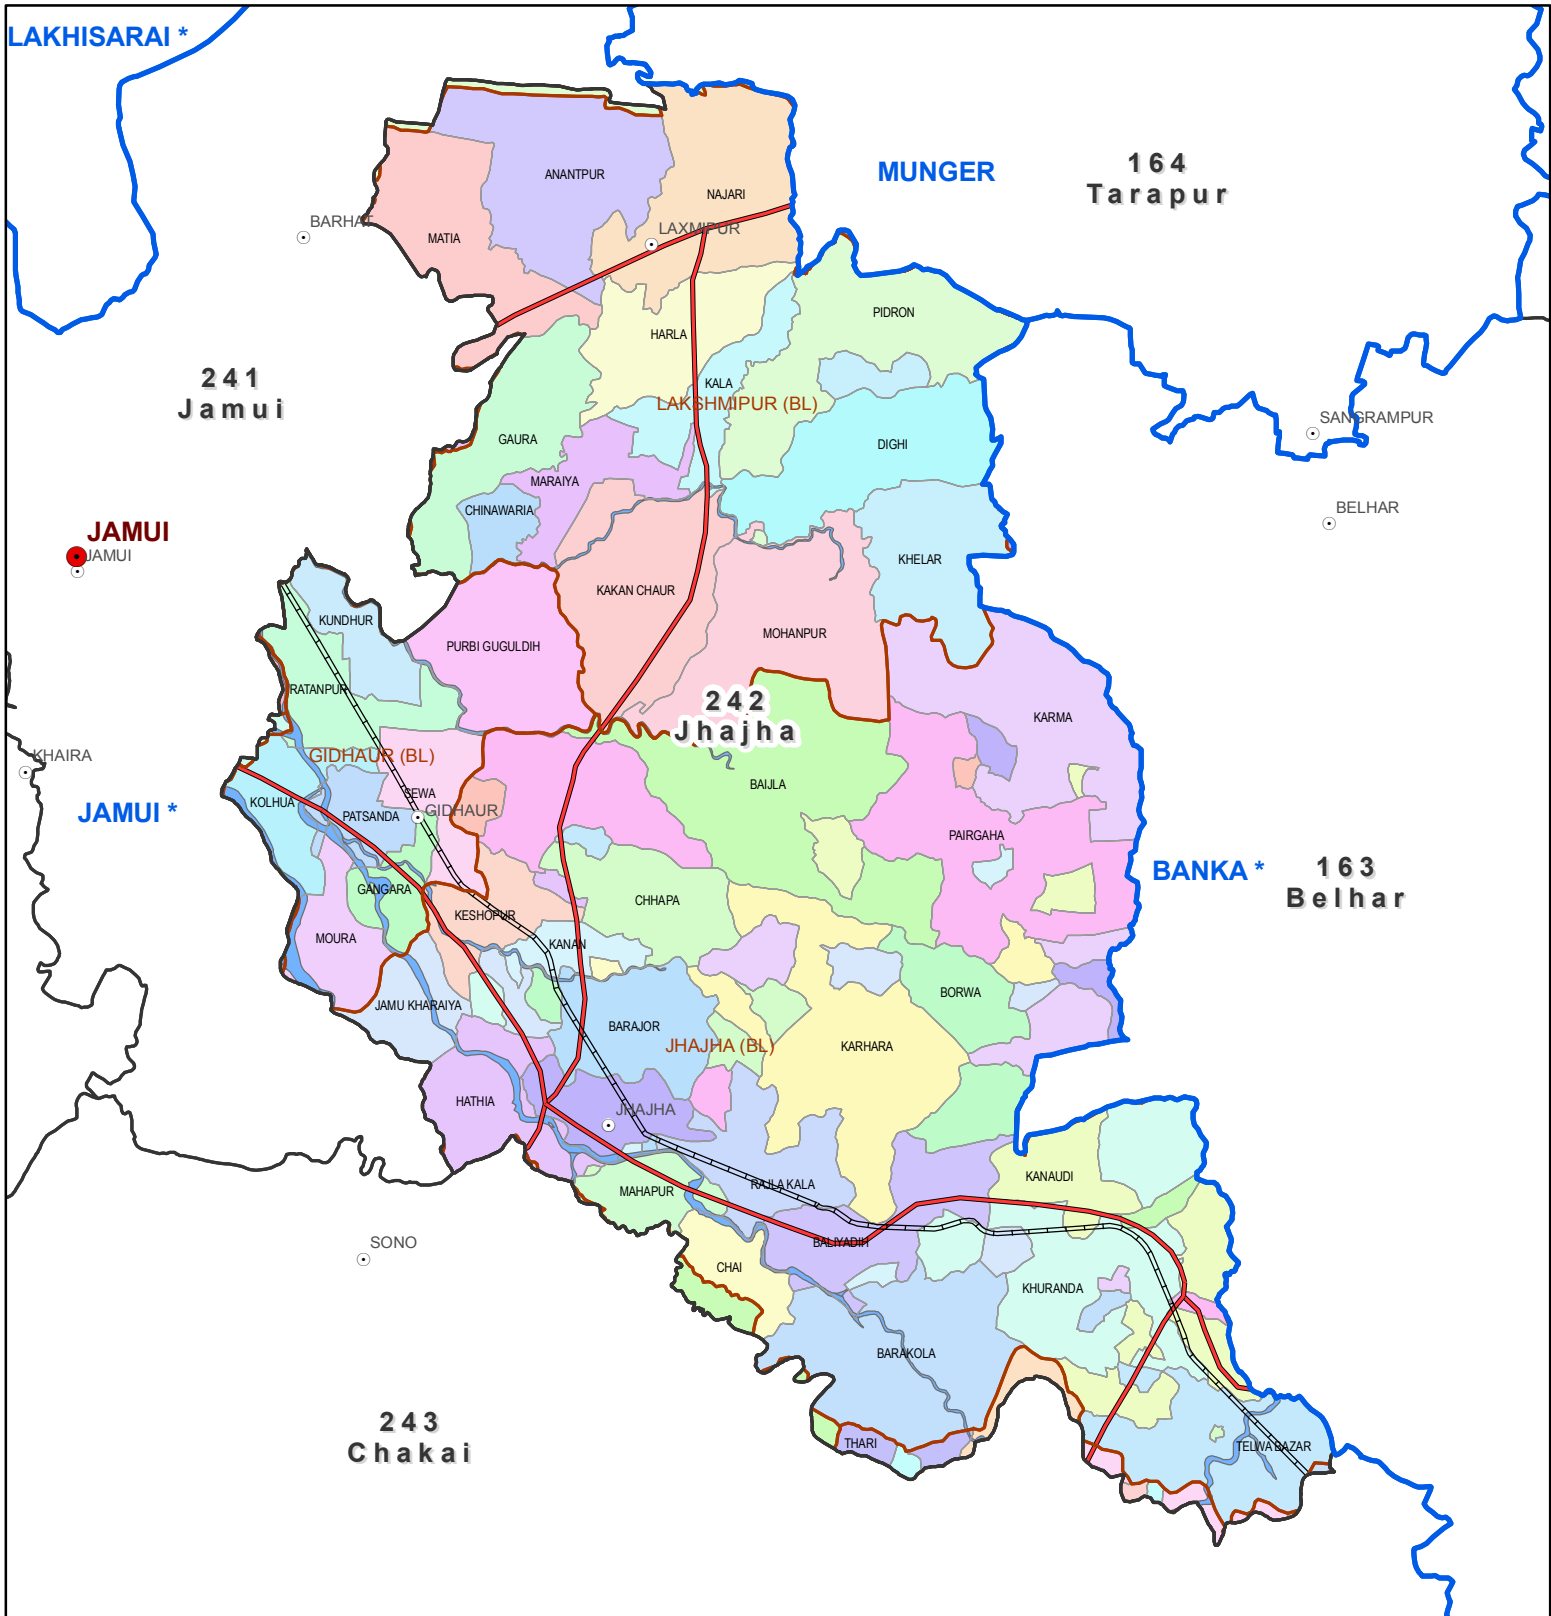 LAKHISARAI *
MUNGER
164
Tarapur
ANANTPUR
NAJARI
BARHAT
LAXMIPUR
MATIA
PIDRON
HARLA
241
Jamui
KALA
LAKSHMIPUR (BL)
SANGRAMPUR
GAURA
DIGHI
MARAIYA
CHINAWARIA
BELHAR
JAMUI
JAMUI
KHELAR
KAKAN CHAUR
KUNDHUR
PURBI GUGULDIH
MOHANPUR
RATANPUR
242
Jhajha
KARMA
KHAIRA
GIDHAUR (BL)
BAIJLA
SEWA
KOLHUA
GIDHAUR
JAMUI *
PATSANDA
PAIRGAHA
BANKA *
163
Belhar
GANGARA
CHHAPA
KESHOPUR
MOURA
KANAN
BORWA
JAMU KHARAIYA
BARAJOR
JHAJHA (BL)
KARHARA
HATHIA
JHAJHA
KANAUDI
RAJLA KALA
MAHAPUR
SONO
BALIYADIH
CHAI
KHURANDA
BARAKOLA
243
Chakai
THARI
TELWA BAZAR